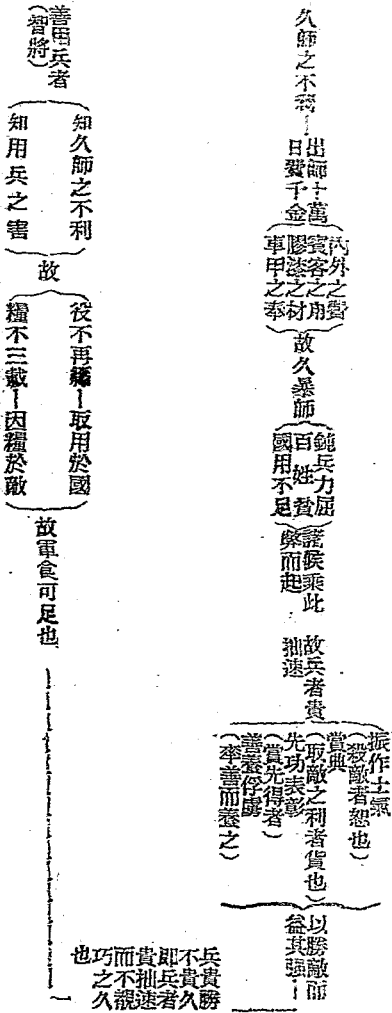 久師之不利
出師十萬
日費千金
內外之費
賓客之用
膠漆之材
車甲之奉
故久暴師
鈍兵力屈
百姓貧
國用不足
諸侯乘此
弊而起
故兵者貴
拙速
振作士氣
(殺敵者怒也)
賞典
(取敵之利者貨也)
先功表彰
(賞先得者)
善養俘虜
(卒善而養之)
以勝敵而
益其强
善用兵者
(智將)
知久師之不利
知用兵之害
故
役不再籍—取用於國
糧不三載—因糧於敵
故軍食可足也
兵貴勝
不貴久
即兵者
貴拙速
而不覩
巧之久
也